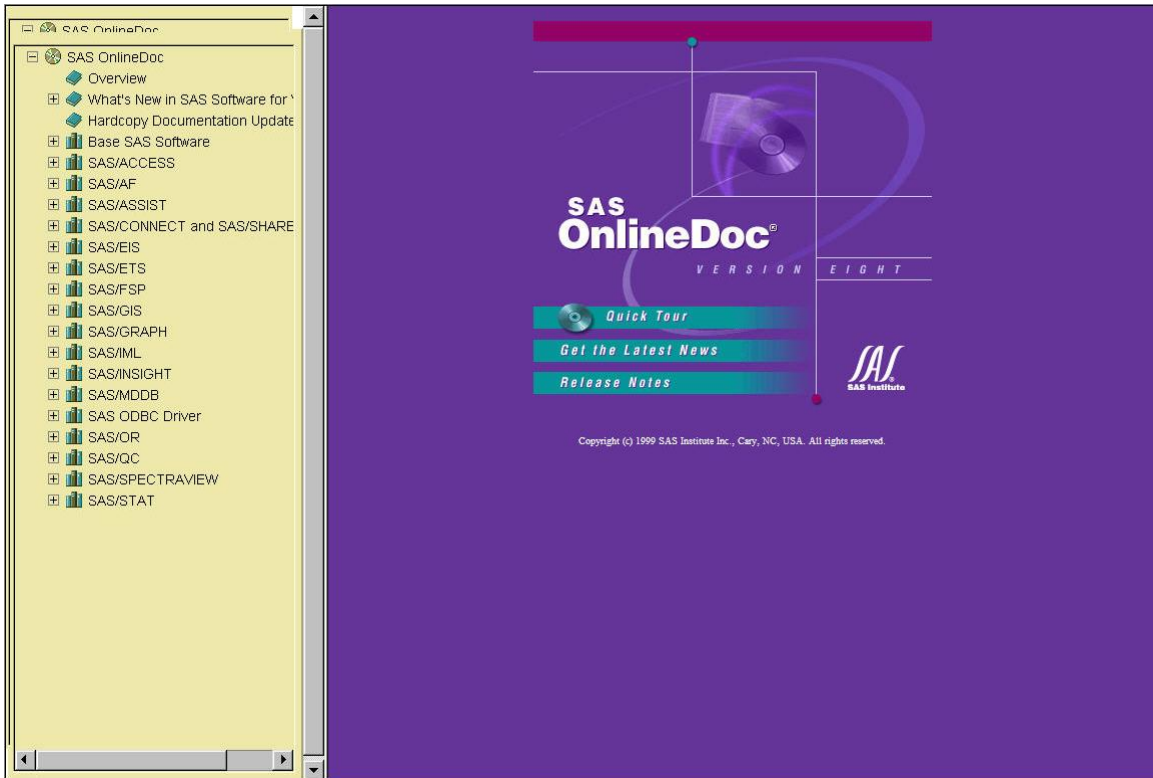 SAS OnlineDoc
SAS OnlineDoc
Overview
What's New in SAS Software for
Hardcopy Documentation Update
Base SAS Software
SAS/ACCESS
SAS/AF
SAS/ASSIST
SAS/CONNECT and SAS/SHARE
SAS/EIS
SAS/ETS
SAS/FSP
SAS/GIS
SAS/GRAPH
SAS/IML
SAS/INSIGHT
SAS/MDDB
SAS ODBC Driver
SAS/OR
SAS/QC
SAS/SPECTRAVIEW
SAS/STAT
SAS
OnlineDoc®
VERSION EIGHT
Quick Tour
Get the Latest News
Release Notes
SAS®
SAS Institute
Copyright (c) 1999 SAS Institute Inc., Cary, NC, USA. All rights reserved.